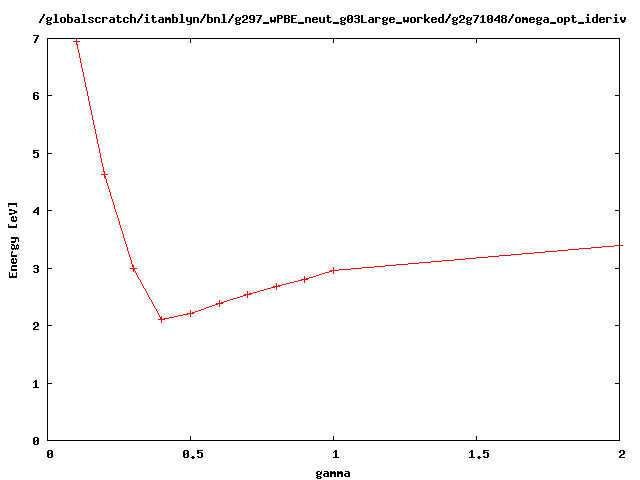 /globalscratch/itamblyn/bnl/g297_wPBE_neut_g03Large_worked/g2g71048/omega_opt_ideriv
7
6
5
4
3
2
1
0
Energy [eV]
0 0.5 1 1.5 2
gamma